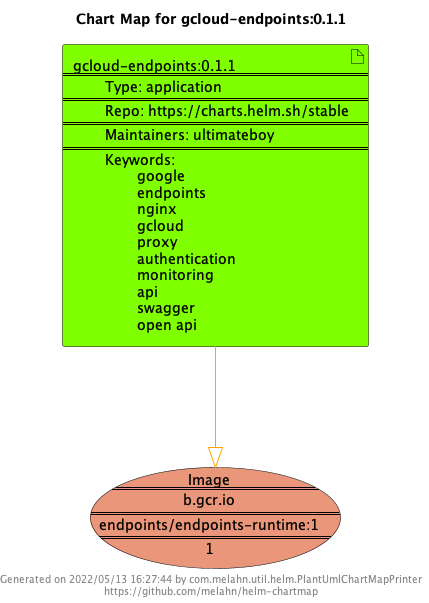 Chart Map for gcloud-endpoints:0.1.1
gcloud-endpoints:0.1.1
Type: application
Repo: https://charts.helm.sh/stable
Maintainers: ultimateboy
Keywords:
google
endpoints
nginx
gcloud
proxy
authentication
monitoring
api
swagger
open api
Image
b.gcr.io
endpoints/endpoints-runtime:1
1
Generated on 2022/05/13 16:27:44 by com.melahn.util.helm.PlantUmlChartMapPrinter
https://github.com/melahn/helm-chartmap